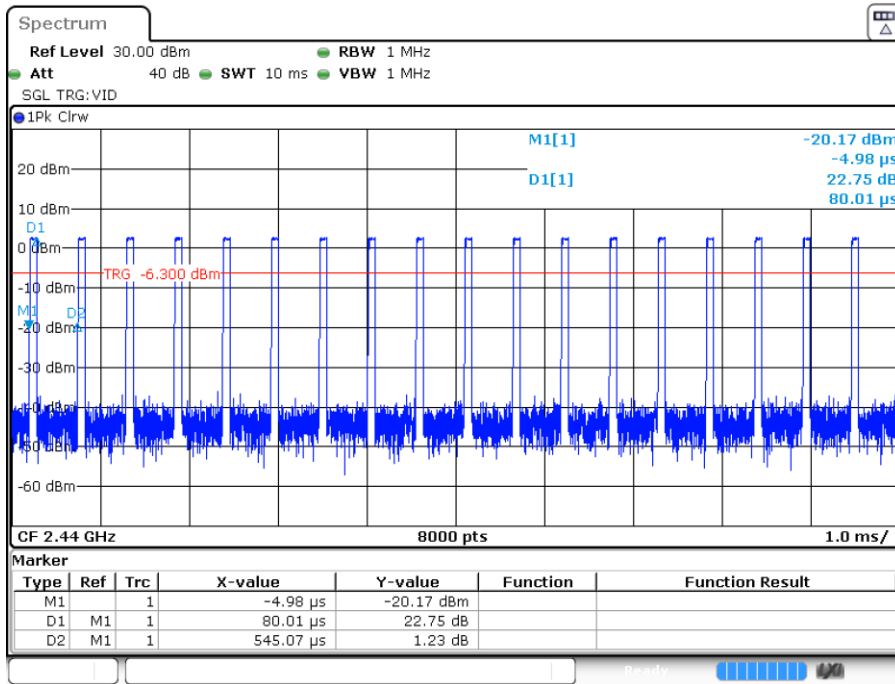 Spectrum
Ref Level 30.00 dBm RBW 1 MHz
Att 40 dB SWT 10 ms VBW 1 MHz
SGL TRG:VID
1Pk Clrw
M1[1] -20.17 dBm
-4.98 µs
D1[1] 22.75 dB
80.01 µs
20 dBm
10 dBm
D1
0 dBm
TRG -6.300 dBm
-10 dBm
M1 D2
-20 dBm
-30 dBm
-40 dBm
-50 dBm
-60 dBm
CF 2.44 GHz 8000 pts 1.0 ms/
Marker
Type Ref Trc X-value Y-value Function Function Result
M1 1 -4.98 µs -20.17 dBm
D1 M1 1 80.01 µs 22.75 dB
D2 M1 1 545.07 µs 1.23 dB
Ready